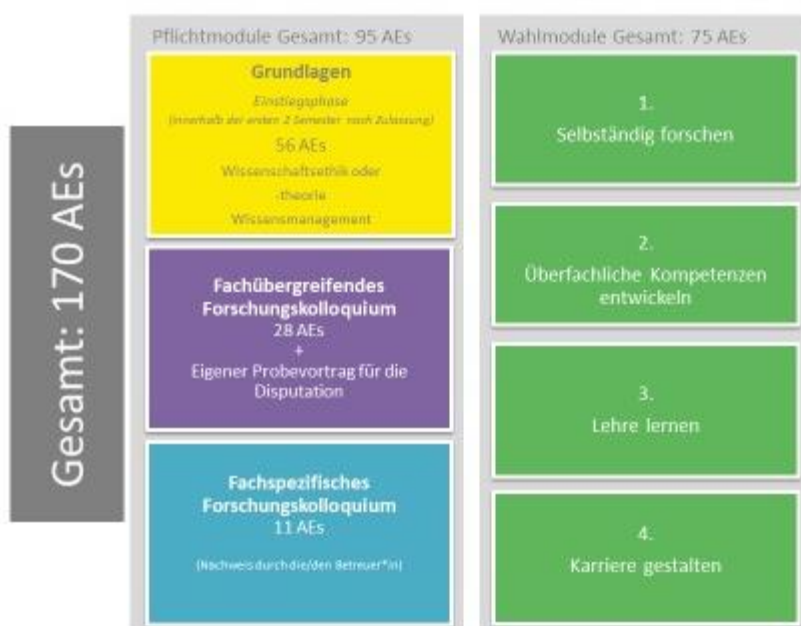 Gesamt: 170 AEs
Pflichtmodule Gesamt: 95 AEs
Grundlagen
Einstiegsphase
(innerhalb der ersten 2 Semester nach Zulassung)
56 AEs
Wissenschaftsethik oder
-theorie
Wissensmanagement
Fachübergreifendes
Forschungskolloquium
28 AEs
+
Eigener Probevortrag für die
Disputation
Fachspezifisches
Forschungskolloquium
11 AEs
(Nachweis durch die/den Betreuer*in)
Wahlmodule Gesamt: 75 AEs
1.
Selbständig forschen
2.
Überfachliche Kompetenzen
entwickeln
3.
Lehre lernen
4.
Karriere gestalten